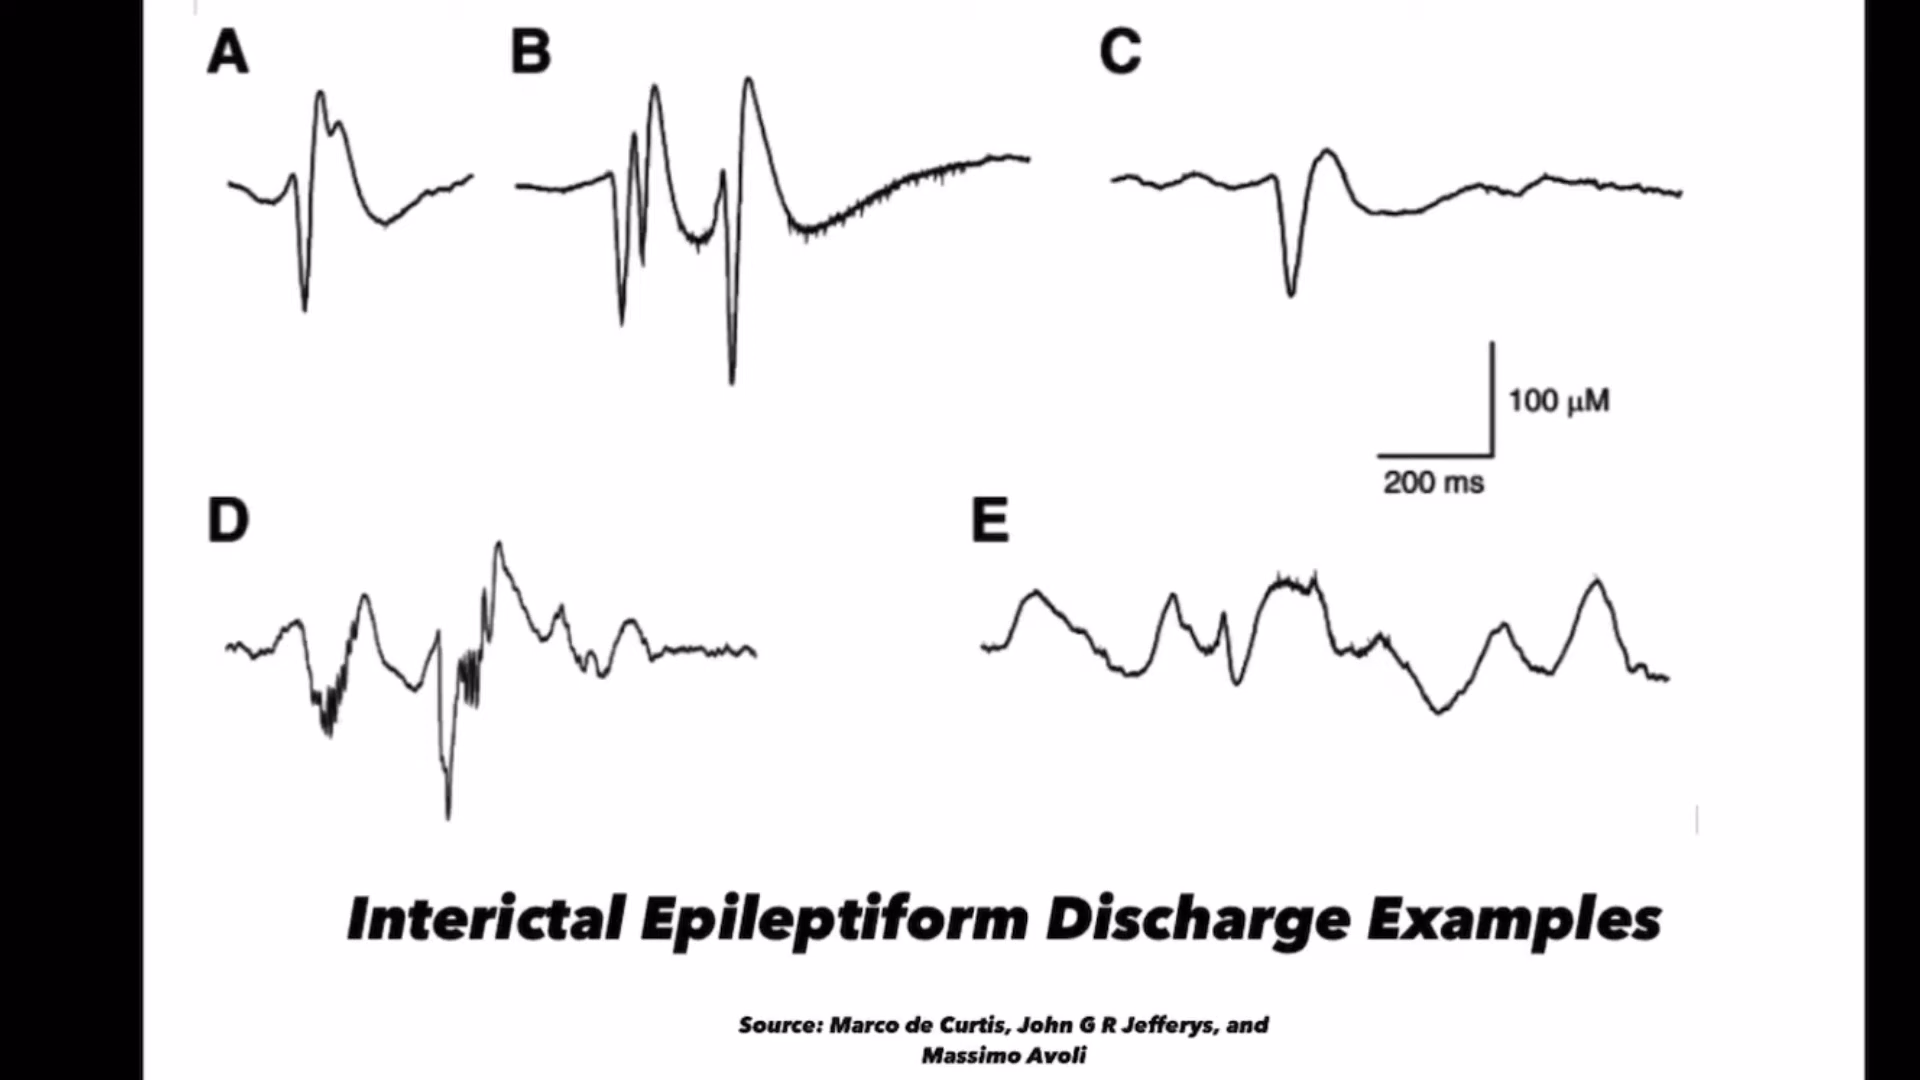 A
B
C
100 μM
200 ms
D
E
Interictal Epileptiform Discharge Examples
Source: Marco de Curtis, John G R Jefferys, and
Massimo Avoli